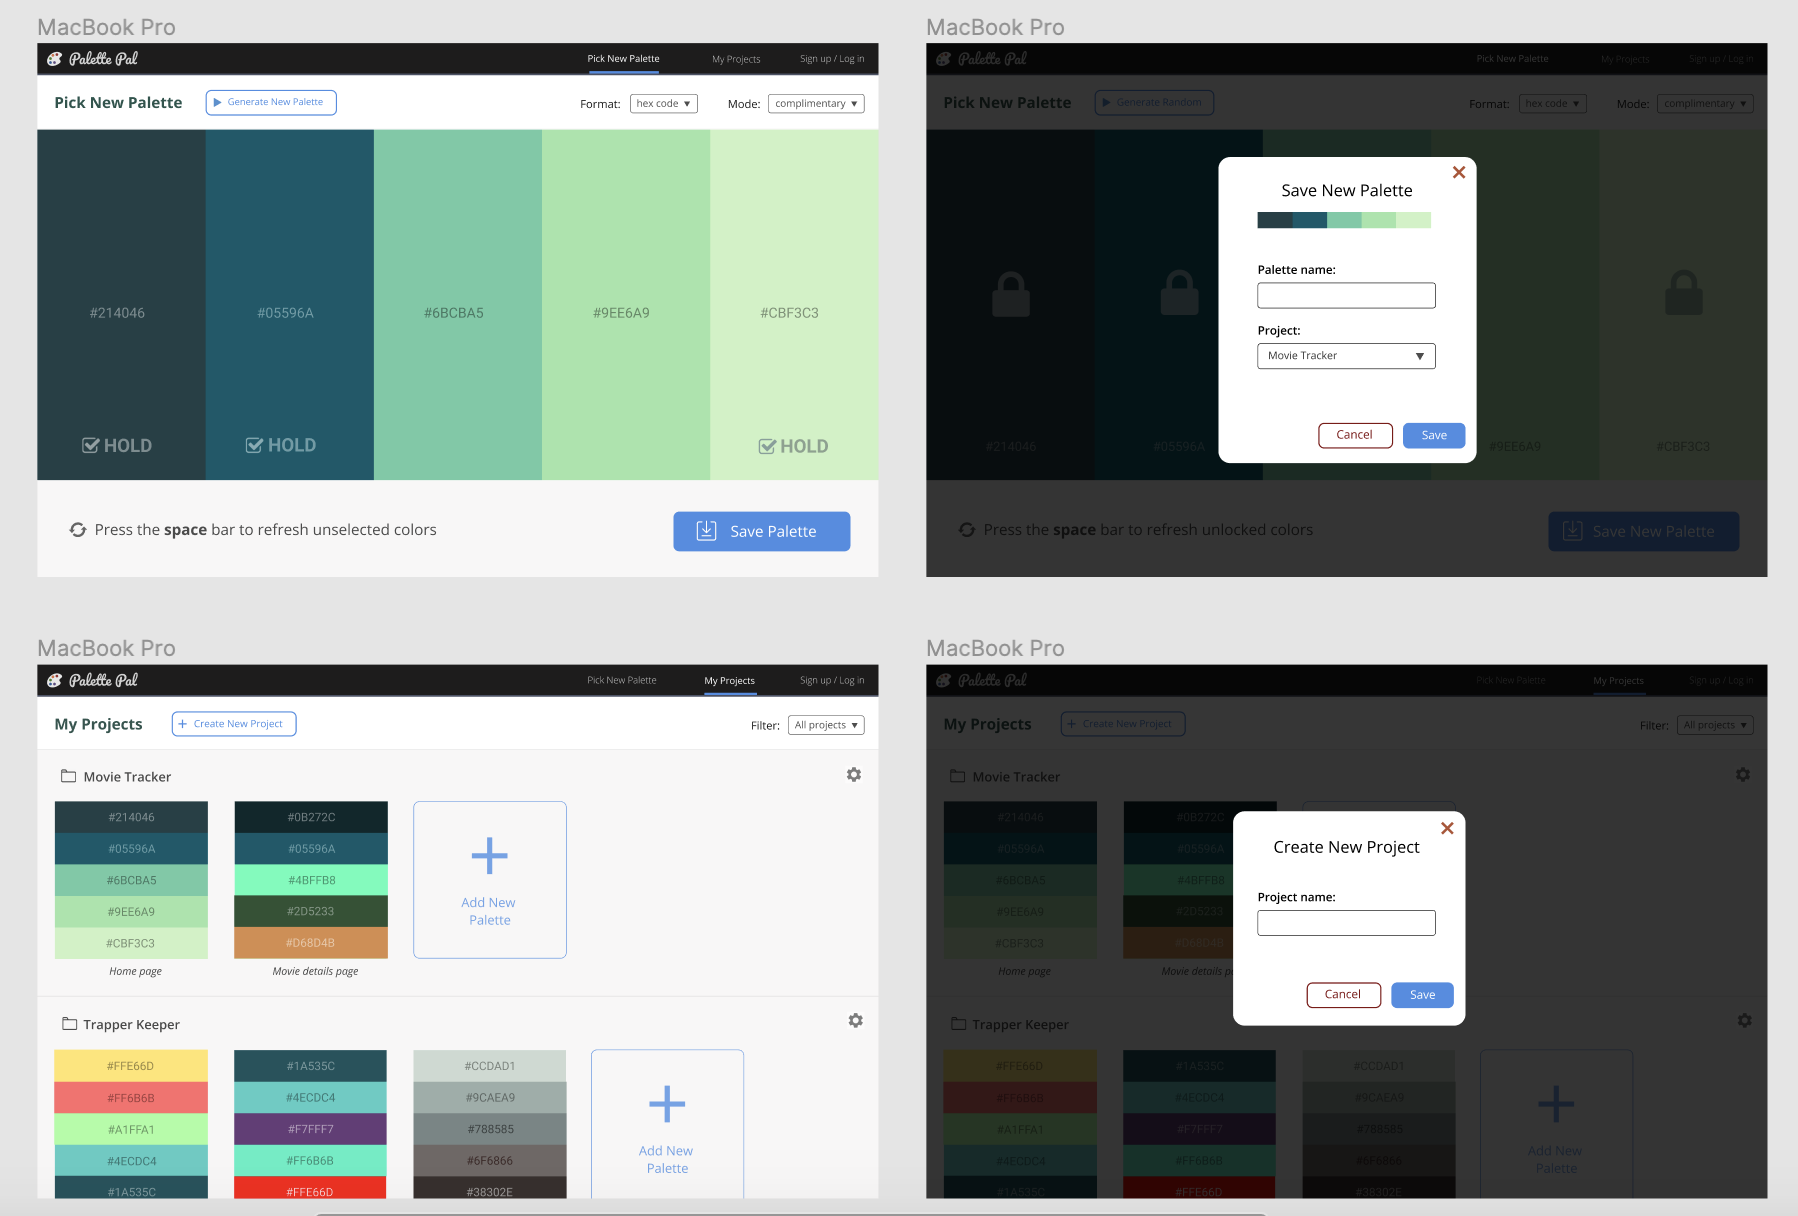 MacBook Pro
Palette Pal
Pick New Palette
My Projects
Sign up / Log in
Pick New Palette
Generate New Palette
Format:
hex code
Mode:
complimentary
#214046
#05596A
#6BCBA5
#9EE6A9
#CBF3C3
HOLD
HOLD
HOLD
Press the space bar to refresh unselected colors
Save Palette
MacBook Pro
Palette Pal
Pick New Palette
My Projects
Sign up / Log in
Pick New Palette
Generate Random
Format:
hex code
Mode:
complimentary
Save New Palette
Palette name:
Project:
Movie Tracker
Cancel
Save
#214046
#05596A
#9EE6A9
#CBF3C3
Press the space bar to refresh unlocked colors
Save New Palette
MacBook Pro
Palette Pal
Pick New Palette
My Projects
Sign up / Log in
My Projects
Create New Project
Filter:
All projects
Movie Tracker
#214046
#05596A
#6BCBA5
#9EE6A9
#CBF3C3
Home page
#0B272C
#05596A
#4BFFB8
#2D5233
#D68D4B
Movie details page
Add New
Palette
Trapper Keeper
#FFE66D
#FF6B6B
#A1FFA1
#4ECDC4
#1A535C
#1A535C
#4ECDC4
#F7FFF7
#FF6B6B
#FFE66D
#CCDAD1
#9CAEA9
#788585
#6F6866
#38302E
Add New
Palette
MacBook Pro
Palette Pal
Pick New Palette
My Projects
Sign up / Log in
My Projects
Create New Project
Filter:
All projects
Movie Tracker
#214046
#05596A
#6BCBA5
#9EE6A9
#CBF3C3
Home page
#0B272C
#05596A
#4BFFB8
#2D5233
#D68D4B
Movie details p
Create New Project
Project name:
Cancel
Save
Trapper Keeper
#FFE66D
#FF6B6B
#A1FFA1
#4ECDC4
#1A535C
#1A535C
#4ECDC4
#F7FFF7
#FF6B6B
#FFE66D
#CCDAD1
#9CAEA9
#788585
#6F6866
#38302E
Add New
Palette